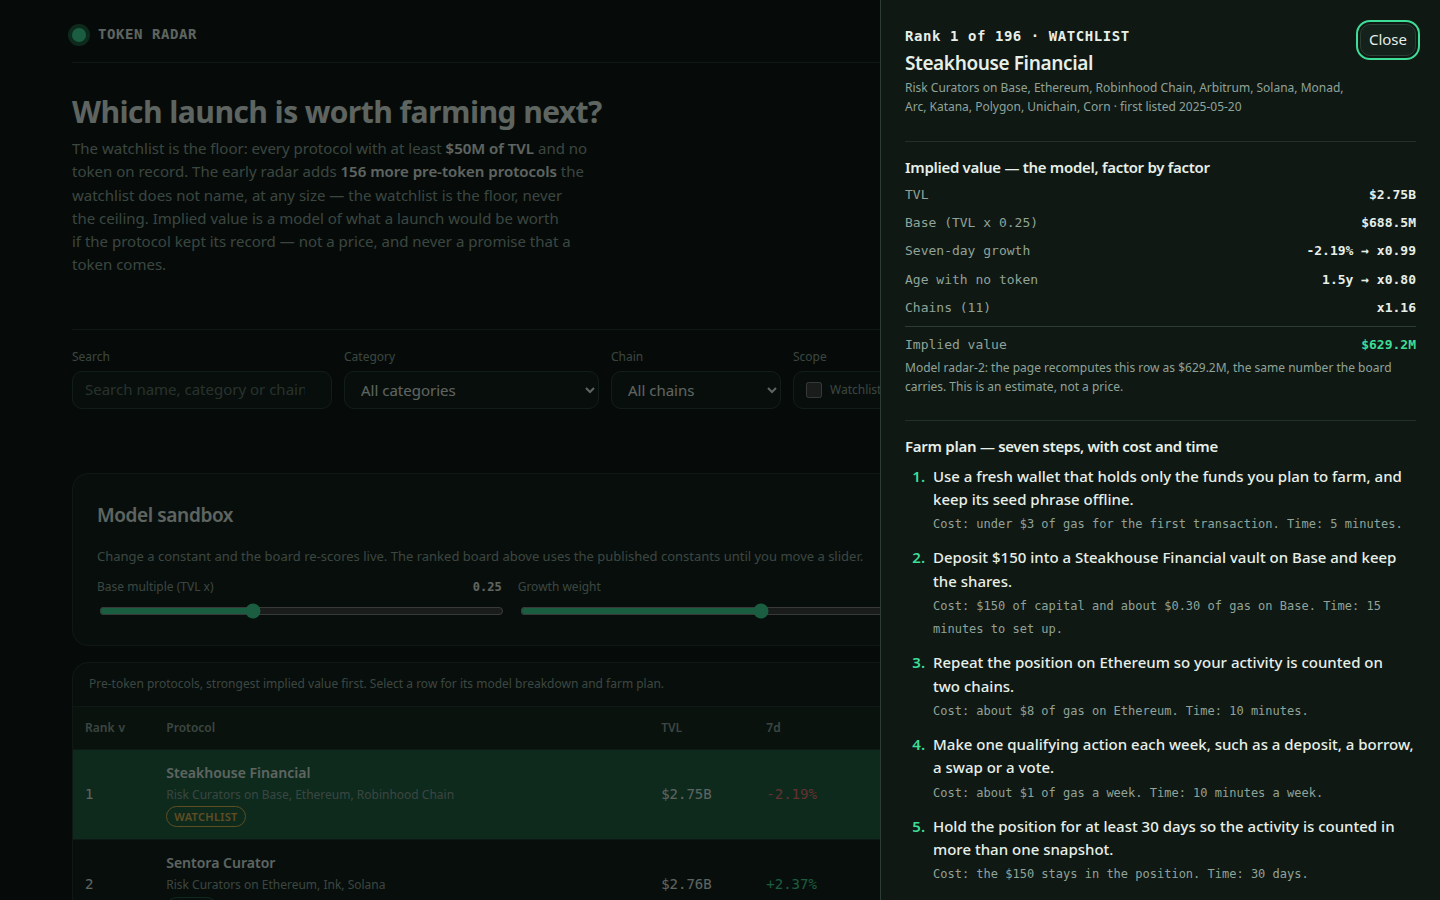 TOKEN RADAR
Which launch is worth farming next?
The watchlist is the floor: every protocol with at least $50M of TVL and no
token on record. The early radar adds 156 more pre-token protocols the
watchlist does not name, at any size — the watchlist is the floor, never
the ceiling. Implied value is a model of what a launch would be worth
if the protocol kept its record — not a price, and never a promise that a
token comes.
Search
Category
Chain
Scope
Search name, category or chain
All categories
All chains
Watchlist
Model sandbox
Change a constant and the board re-scores live. The ranked board above uses the published constants until you move a slider.
Base multiple (TVL x)
0.25
Growth weight
Pre-token protocols, strongest implied value first. Select a row for its model breakdown and farm plan.
Rank v
Protocol
TVL
7d
1
Steakhouse Financial
Risk Curators on Base, Ethereum, Robinhood Chain
WATCHLIST
$2.75B
-2.19%
2
Sentora Curator
Risk Curators on Ethereum, Ink, Solana
$2.76B
+2.37%
Rank 1 of 196 · WATCHLIST
Close
Steakhouse Financial
Risk Curators on Base, Ethereum, Robinhood Chain, Arbitrum, Solana, Monad,
Arc, Katana, Polygon, Unichain, Corn · first listed 2025-05-20
Implied value — the model, factor by factor
TVL
$2.75B
Base (TVL x 0.25)
$688.5M
Seven-day growth
-2.19% → x0.99
Age with no token
1.5y → x0.80
Chains (11)
x1.16
Implied value
$629.2M
Model radar-2: the page recomputes this row as $629.2M, the same number the board
carries. This is an estimate, not a price.
Farm plan — seven steps, with cost and time
1. Use a fresh wallet that holds only the funds you plan to farm, and
keep its seed phrase offline.
Cost: under $3 of gas for the first transaction. Time: 5 minutes.
2. Deposit $150 into a Steakhouse Financial vault on Base and keep
the shares.
Cost: $150 of capital and about $0.30 of gas on Base. Time: 15
minutes to set up.
3. Repeat the position on Ethereum so your activity is counted on
two chains.
Cost: about $8 of gas on Ethereum. Time: 10 minutes.
4. Make one qualifying action each week, such as a deposit, a borrow,
a swap or a vote.
Cost: about $1 of gas a week. Time: 10 minutes a week.
5. Hold the position for at least 30 days so the activity is counted in
more than one snapshot.
Cost: the $150 stays in the position. Time: 30 days.